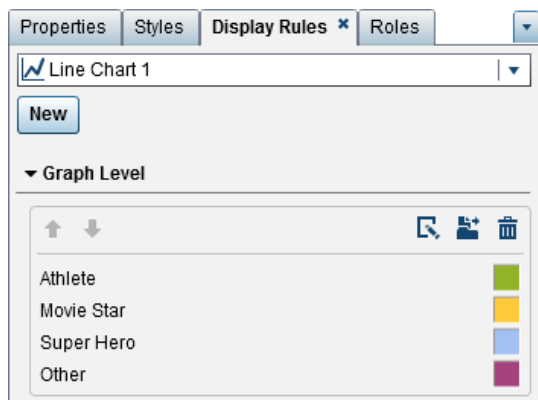 Properties Styles Display Rules Roles
Line Chart 1
New
Graph Level
Athlete
Movie Star
Super Hero
Other